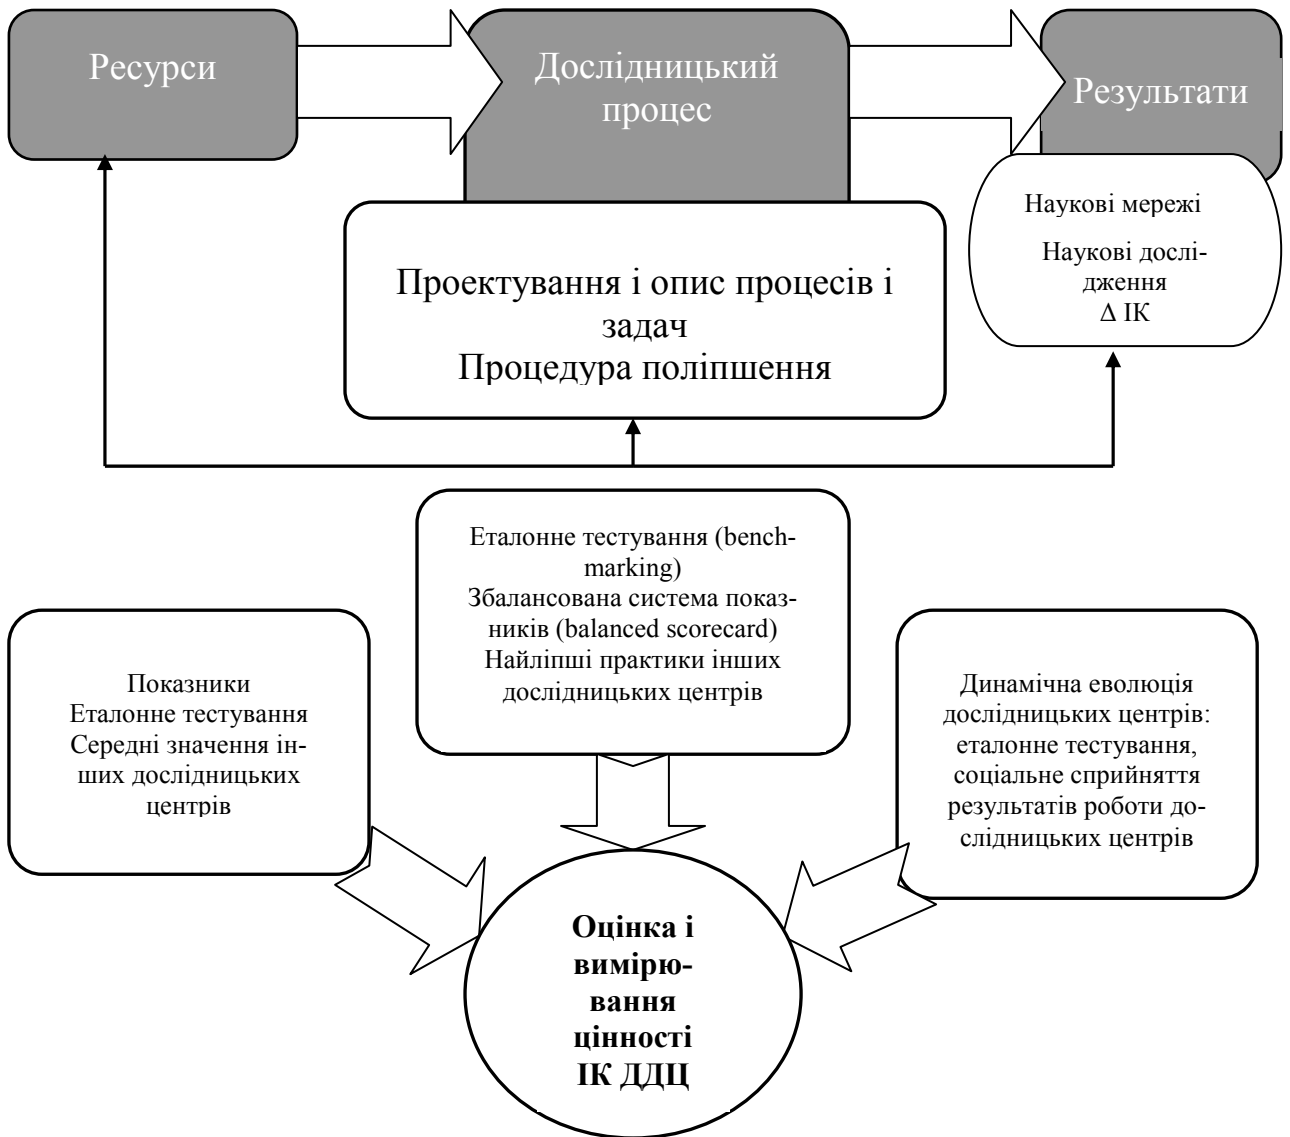 Ресурси
Дослідницький
процес
Результати
Наукові мережі
Наукові дослі-
дження
Δ ІК
Проектування і опис процесів і
задач
Процедура поліпшення
Еталонне тестування (bench-
marking)
Збалансована система показ-
ників (balanced scorecard)
Найліпші практики інших
дослідницьких центрів
Показники
Еталонне тестування
Середні значення ін-
ших дослідницьких
центрів
Динамічна еволюція
дослідницьких центрів:
еталонне тестування,
соціальне сприйняття
результатів роботи до-
слідницьких центрів
Оцінка і
вимірю-
вання
цінності
ІК ДДЦ